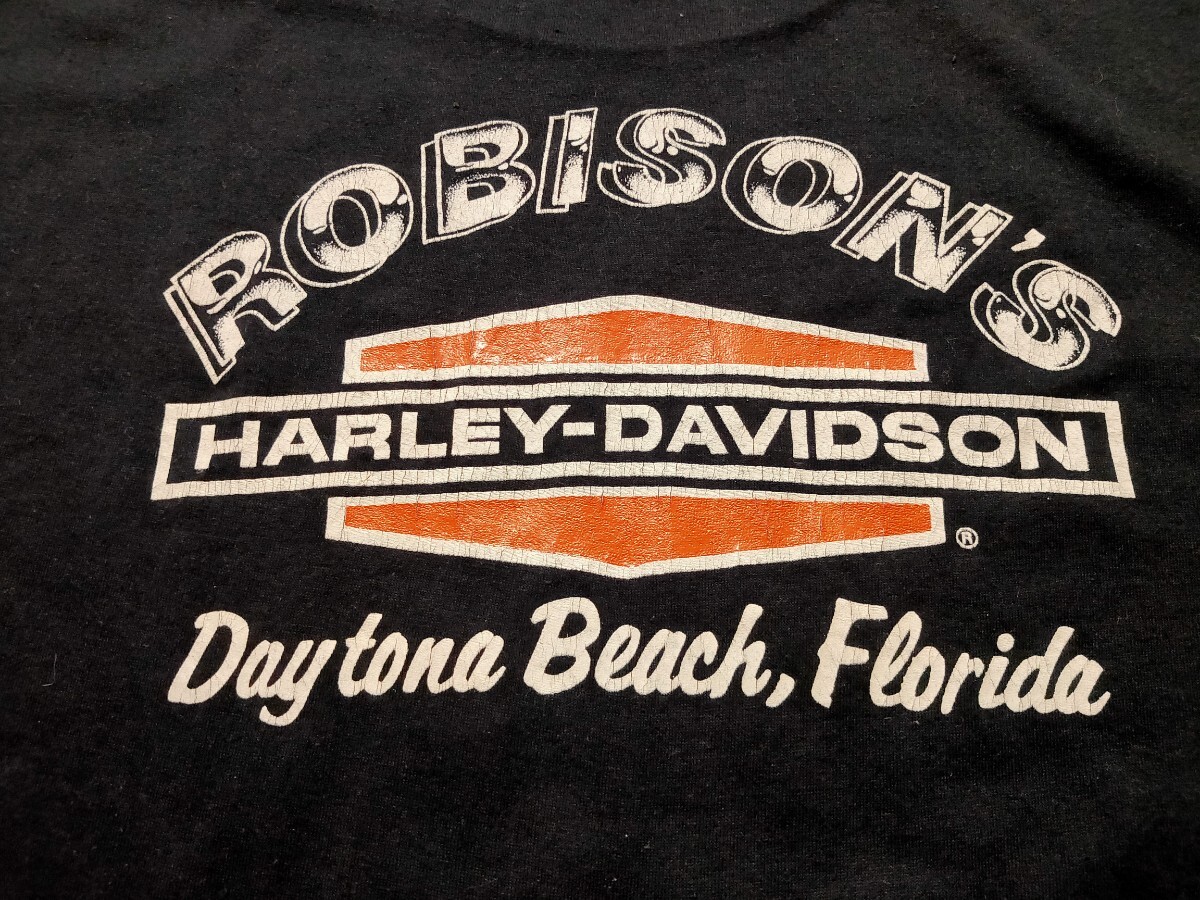 ROBISON'S
HARLEY-DAVIDSON
®
Daytona Beach, Florida